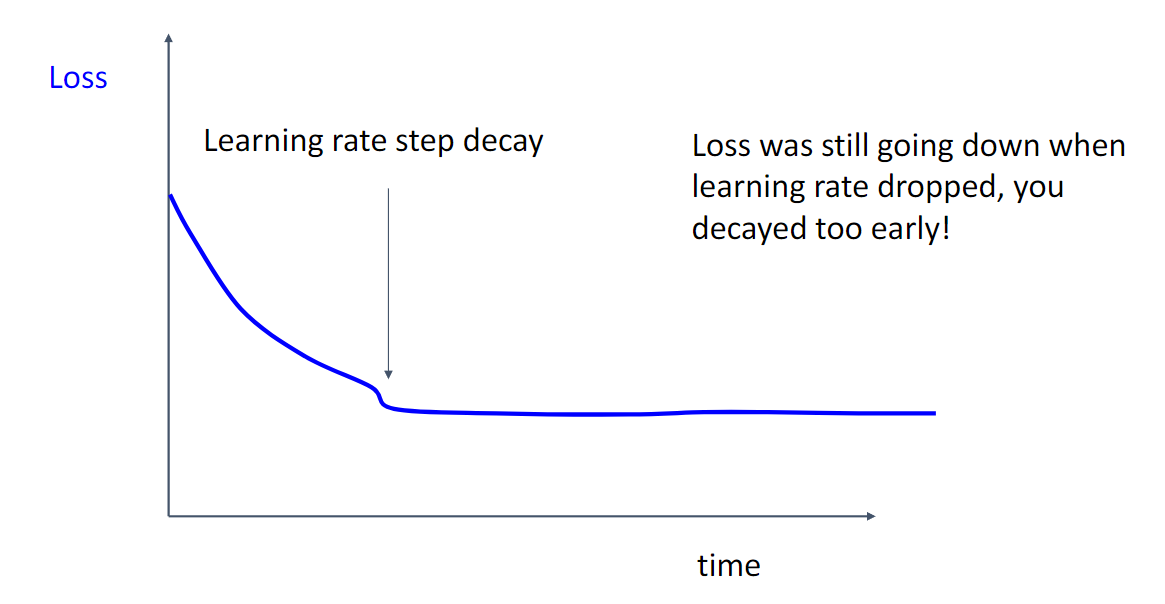 Loss
Learning rate step decay
Loss was still going down when
learning rate dropped, you
decayed too early!
time